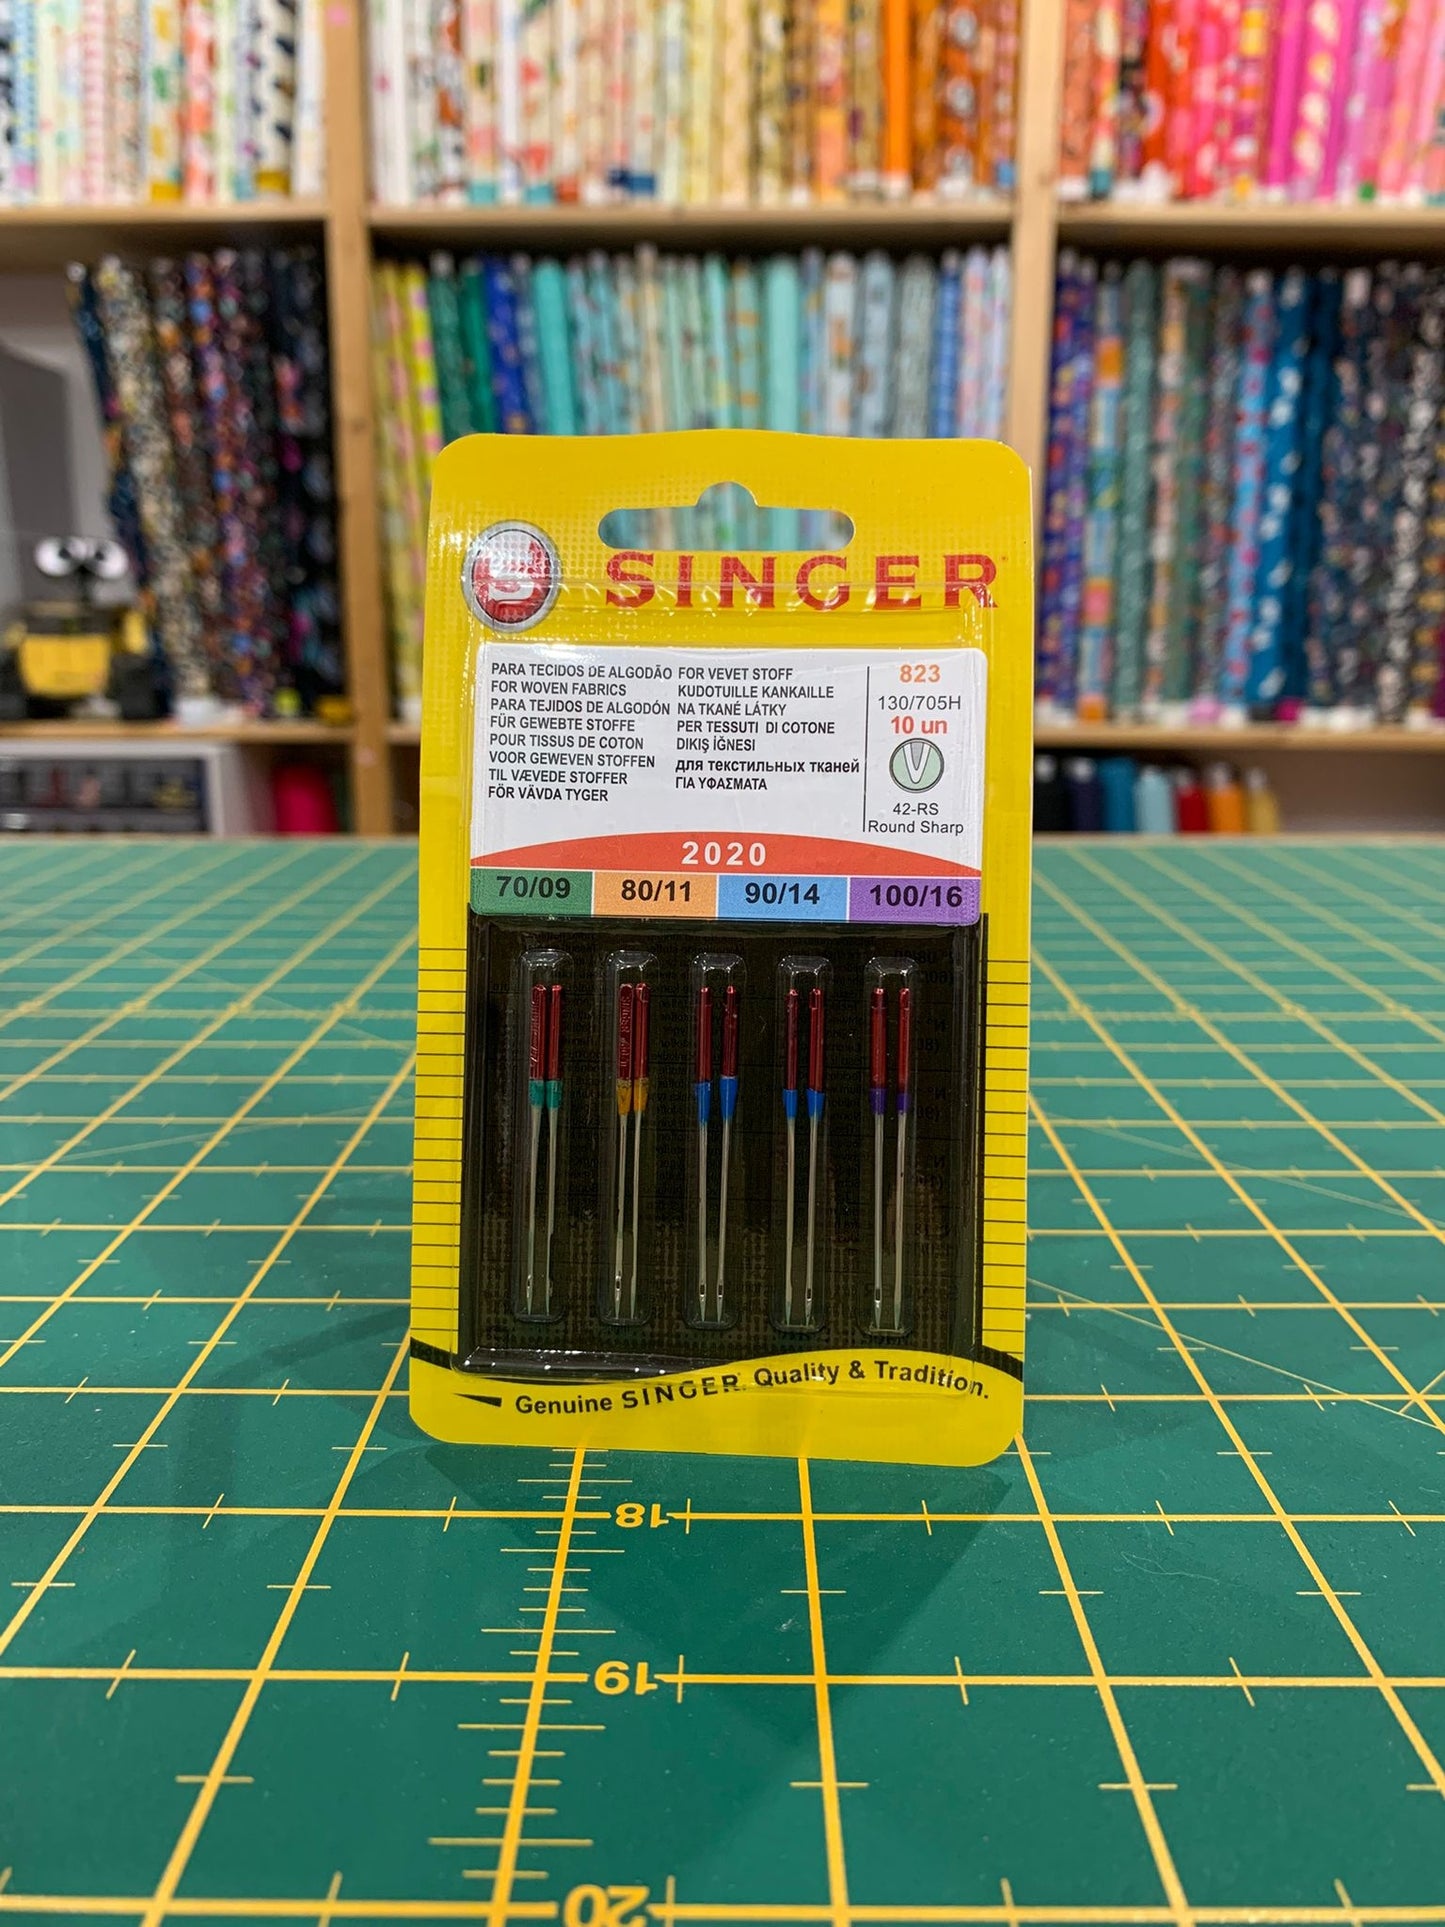 SINGER
PARA TECIDOS DE ALGODÃO
FOR WOVEN FABRICS
PARA TEJIDOS DE ALGODÓN
FÜR GEWEBTE STOFFE
POUR TISSUS DE COTON
VOOR GEWEVEN STOFFEN
TIL VÆVEDE STOFFER
FÖR VÄVDA TYGER
FOR VEVET STOFF
KUDOTUILLE KANKAILLE
NA TKANÉ LÁTKY
PER TESSUTI DI COTONE
DIKIŞ İĞNESI
для текстильных тканей
ΓΙΑ ΥΦΑΣΜΑΤΑ
823
130/705H
10 un
42-RS
Round Sharp
2020
70/09 80/11 90/14 100/16
Genuine SINGER Quality & Tradition.
18
19
20